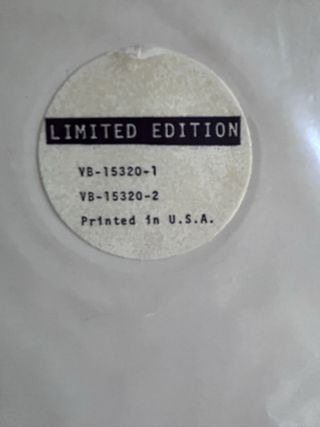 LIMITED EDITION
VB-15320-1
VB-15320-2
Printed in U.S.A.